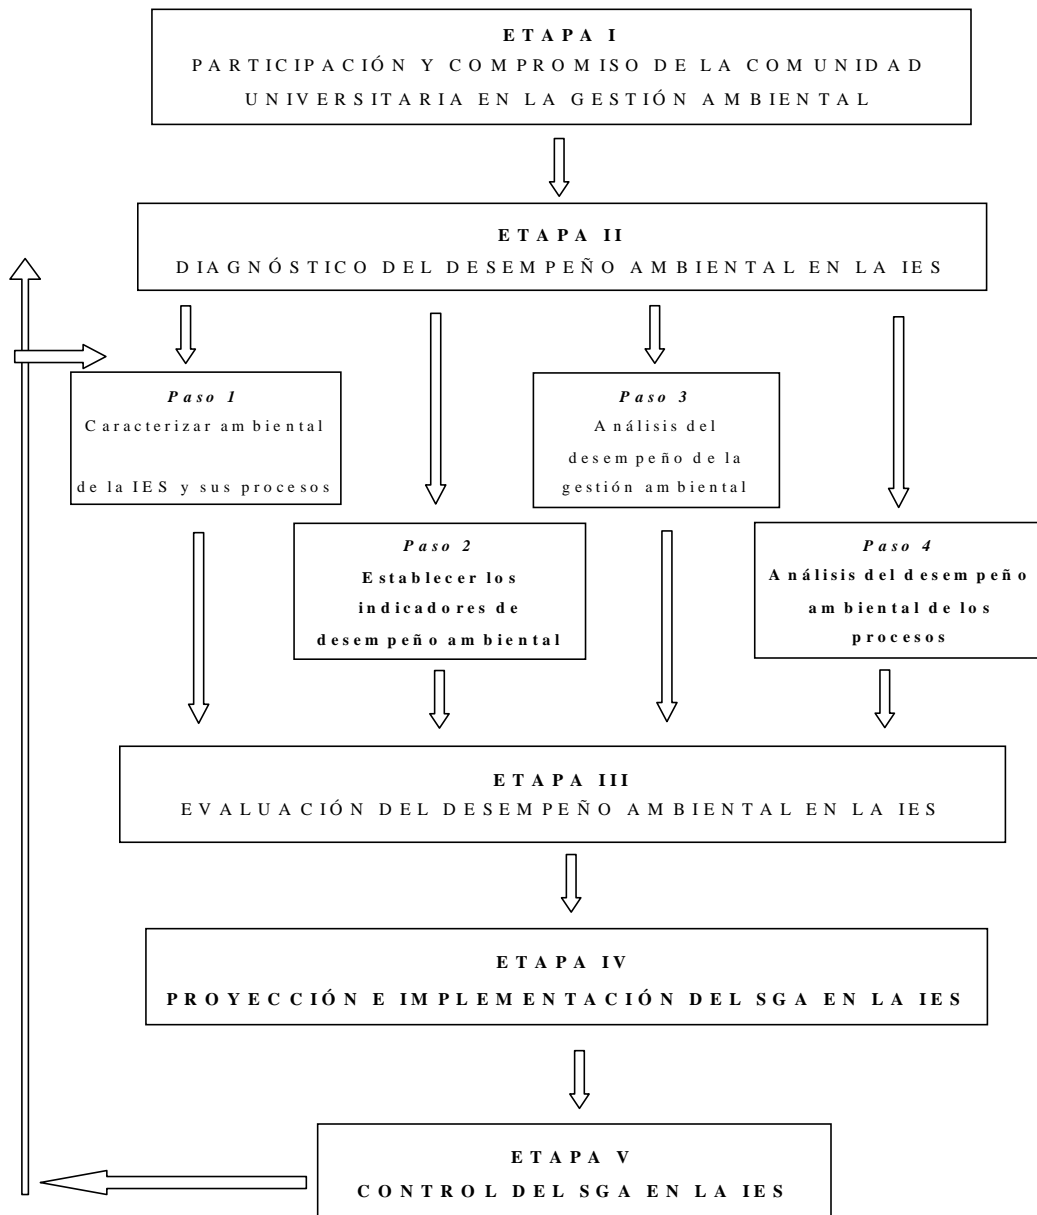 ETAPA I
PARTICIPACIÓN Y COMPROMISO DE LA COMUNIDAD
UNIVERSITARIA EN LA GESTIÓN AMBIENTAL
ETAPA II
DIAGNÓSTICO DEL DESEMPEÑO AMBIENTAL EN LA IES
Paso 1
Caracterizar ambiental
de la IES y sus procesos
Paso 3
Análisis del
desempeño de la
gestión ambiental
Paso 2
Establecer los
indicadores de
desempeño ambiental
Paso 4
Análisis del desempeño
ambiental de los
procesos
ETAPA III
EVALUACIÓN DEL DESEMPEÑO AMBIENTAL EN LA IES
ETAPA IV
PROYECCIÓN E IMPLEMENTACIÓN DEL SGA EN LA IES
ETAPA V
CONTROL DEL SGA EN LA IES